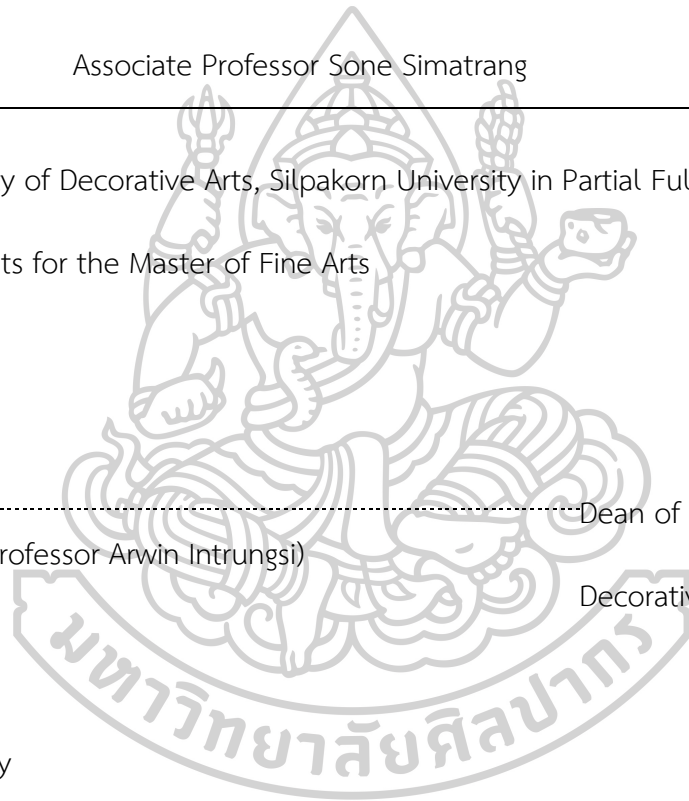 Associate Professor Sone Simatrang
y of Decorative Arts, Silpakorn University in Partial Ful
ts for the Master of Fine Arts
Dean of
rofessor Arwin Intrungsi)
Decorativ
มหาวิทยาลัยศิลปากร
y